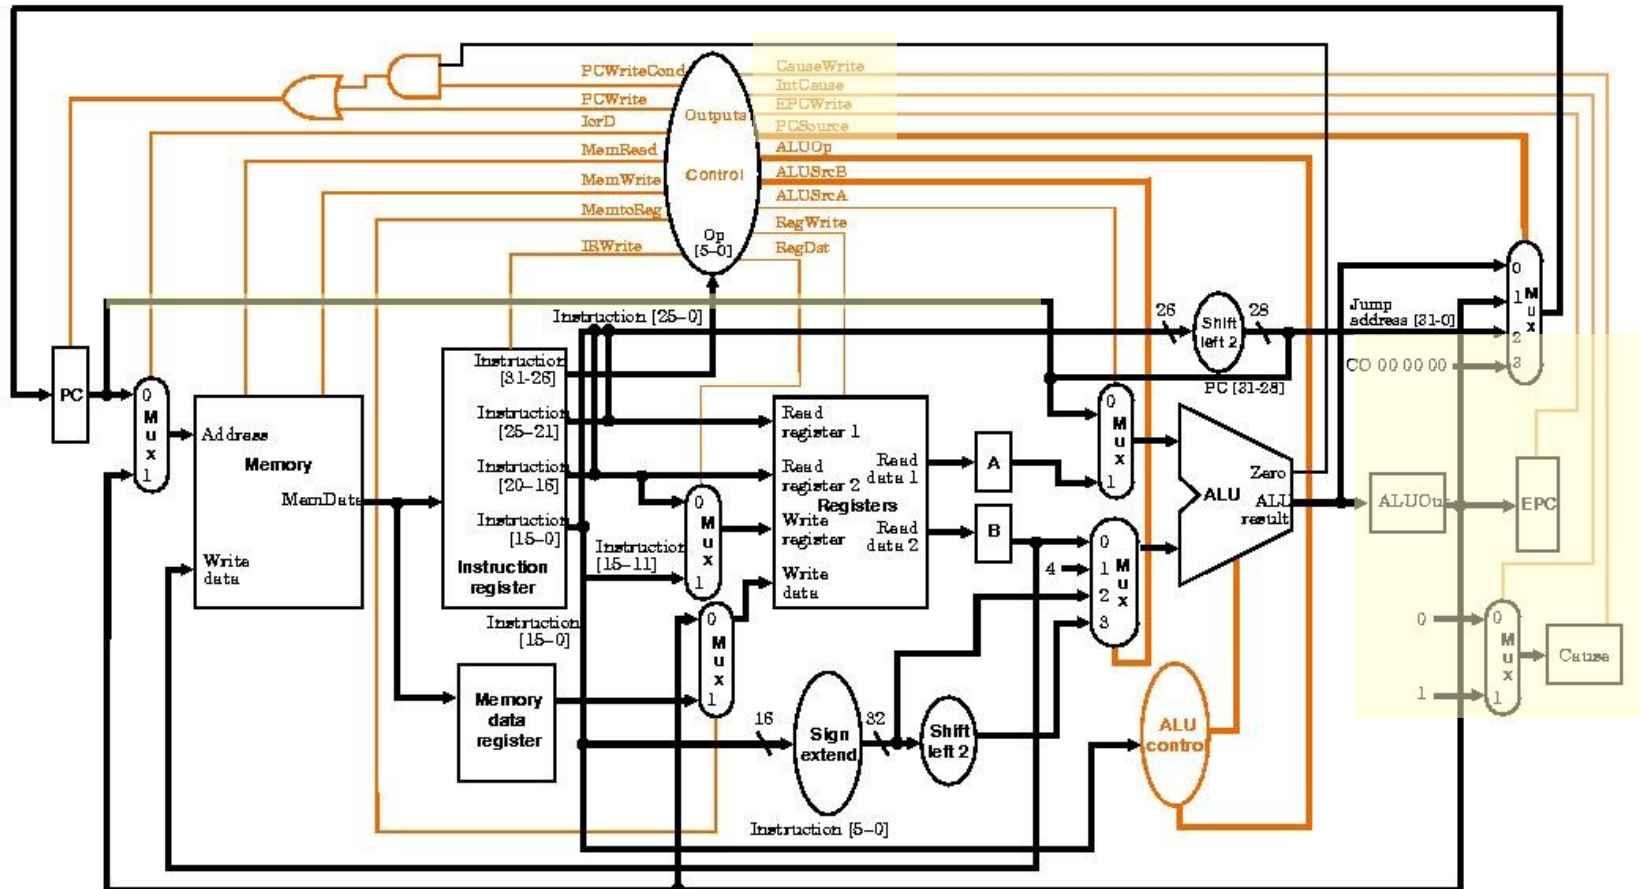 PCWriteCond
PCWrite
IorD
MemRead
MemWrite
MemtoReg
IRWrite
Outputs
Control
Op
[5–0]
CauseWrite
IntCause
EPCWrite
PCSource
ALUOp
ALUSrcB
ALUSrcA
RegWrite
RegDst
PC
0
M
u
x
1
Address
Memory
MemData
Write
data
Instruction [25–0]
Instruction
[31-26]
Instruction
[25–21]
Instruction
[20–16]
Instruction
[15–0]
Instruction
register
Instruction
[15–11]
Instruction
[15–0]
Memory
data
register
0
M
u
x
1
0
M
u
x
1
Read
register 1
Read
register 2
Registers
Write
register
Write
data
Read
data 1
Read
data 2
A
B
4
0
M
u
x
1
0
1
2
3
M
u
x
16
Sign
extend
32
Shift
left 2
Instruction [5–0]
26
Shift
left 2
28
PC [31-28]
Jump
address [31-0]
CO 00 00 00
0
1
2
3
M
u
x
Zero
ALU
ALU
result
ALU
control
ALUOu
EPC
0
1
0
M
u
x
1
Cause